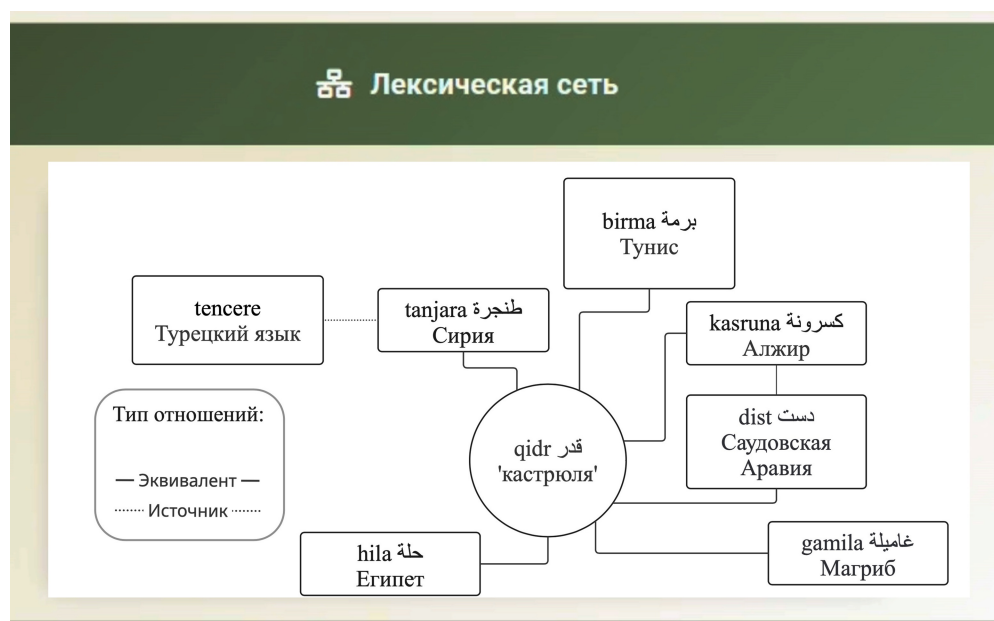 Лексическая сеть
birma برمة
Тунис
tencere
Турецкий язык
tanjara طنجرة
Сирия
kasruna كسرونة
Алжир
dist دست
Саудовская
Аравия
Тип отношений:
— Эквивалент —
........ Источник ........
qidr قدر
'кастрюля'
hila حلة
Египет
gamila غاميلة
Магриб